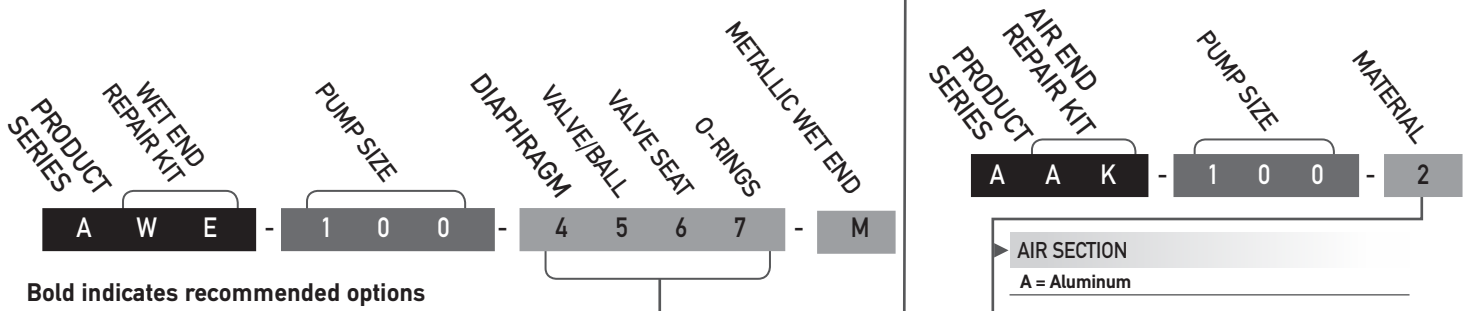 PRODUCT
SERIES
WET END
REPAIR KIT
PUMP SIZE
DIAPHRAGM
VALVE/BALL
VALVE SEAT
O-RINGS
METALLIC WET END
A W E - 1 0 0 - 4 5 6 7 - M
Bold indicates recommended options
PRODUCT
SERIES
AIR END
REPAIR KIT
PUMP SIZE
MATERIAL
A A K - 1 0 0 - 2
AIR SECTION
A = Aluminum